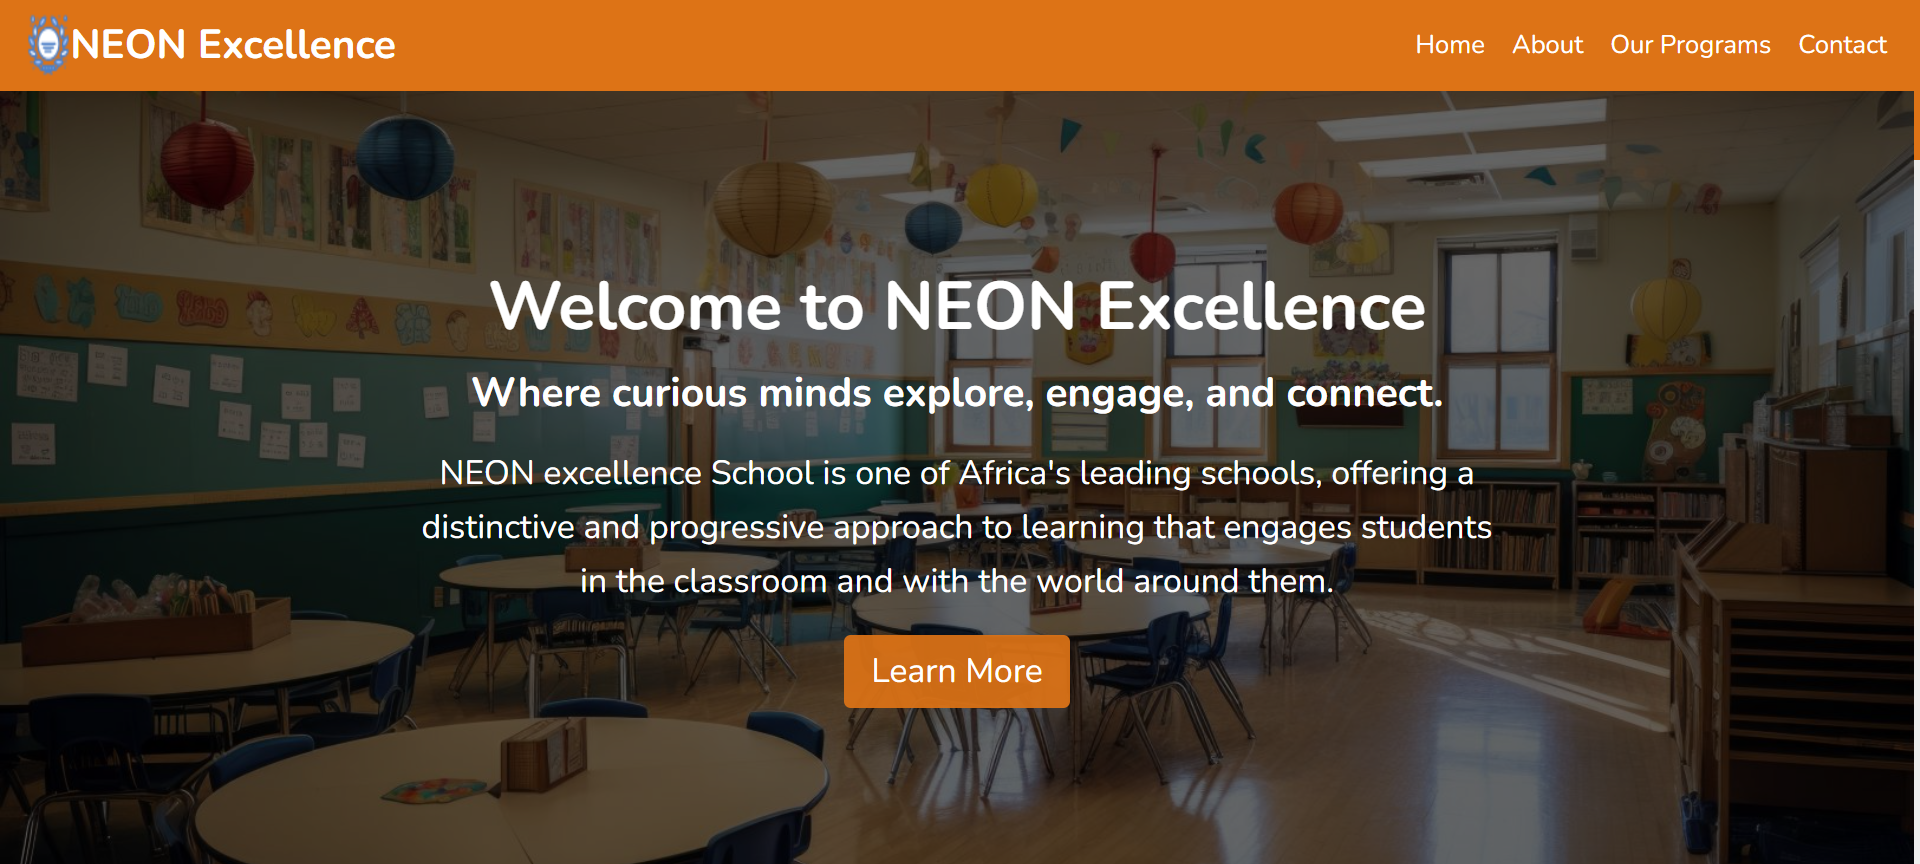 NEON Excellence
Home About Our Programs Contact
Welcome to NEON Excellence
Where curious minds explore, engage, and connect.
NEON excellence School is one of Africa's leading schools, offering a
distinctive and progressive approach to learning that engages students
in the classroom and with the world around them.
Learn More